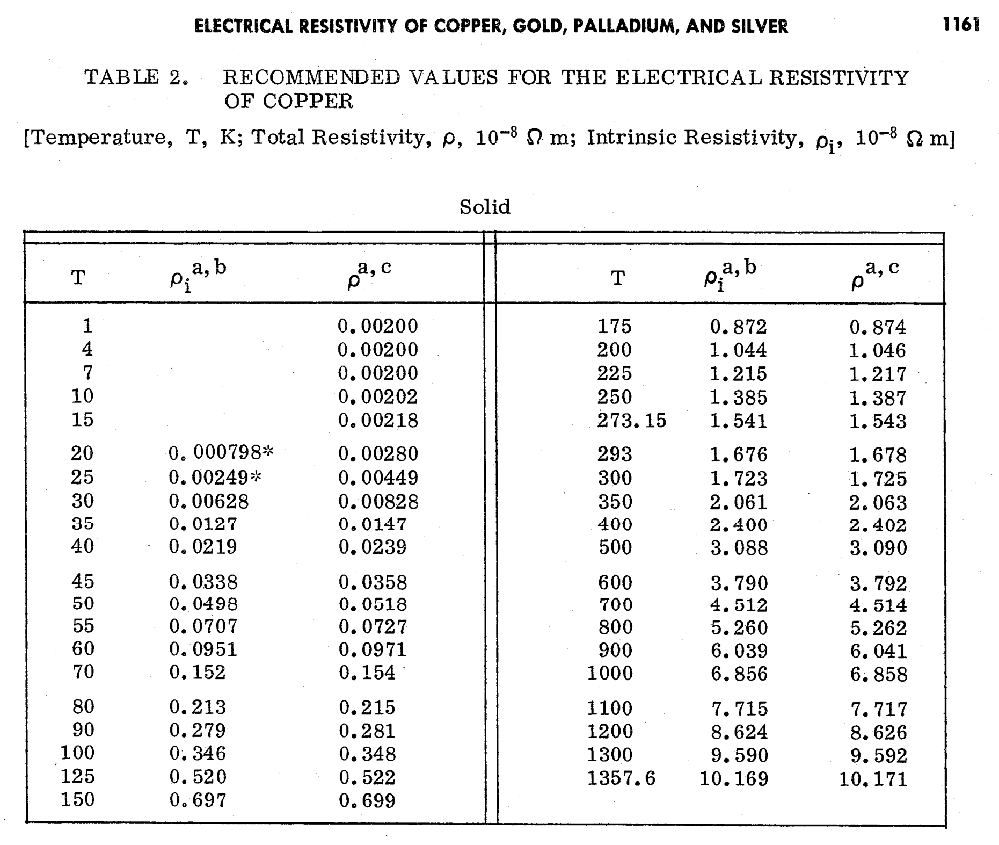 ELECTRICAL RESISTIVITY OF COPPER, GOLD, PALLADIUM, AND SILVER 1161
TABLE 2. RECOMMENDED VALUES FOR THE ELECTRICAL RESISTIVITY
OF COPPER
[Temperature, T, K; Total Resistivity, ρ, 10⁻⁸ Ω m; Intrinsic Resistivity, ρᵢ, 10⁻⁸ Ω m]
Solid
T ρᵢ a, b ρ a, c T ρᵢ a, b ρ a, c
1 0.00200 175 0.872 0.874
4 0.00200 200 1.044 1.046
7 0.00200 225 1.215 1.217
10 0.00202 250 1.385 1.387
15 0.00218 273.15 1.541 1.543
20 0.000798* 0.00280 293 1.676 1.678
25 0.00249* 0.00449 300 1.723 1.725
30 0.00628 0.00828 350 2.061 2.063
35 0.0127 0.0147 400 2.400 2.402
40 0.0219 0.0239 500 3.088 3.090
45 0.0338 0.0358 600 3.790 3.792
50 0.0498 0.0518 700 4.512 4.514
55 0.0707 0.0727 800 5.260 5.262
60 0.0951 0.0971 900 6.039 6.041
70 0.152 0.154 1000 6.856 6.858
80 0.213 0.215 1100 7.715 7.717
90 0.279 0.281 1200 8.624 8.626
100 0.346 0.348 1300 9.590 9.592
125 0.520 0.522 1357.6 10.169 10.171
150 0.697 0.699